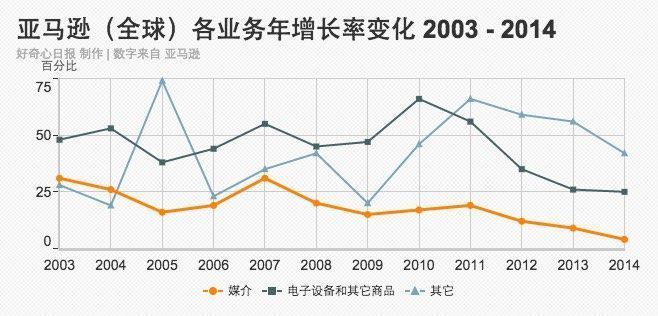 亚马逊（全球）各业务年增长率变化 2003 - 2014
好奇心日报 制作 | 数字来自 亚马逊
百分比
75
50
25
0
2003 2004 2005 2006 2007 2008 2009 2010 2011 2012 2013 2014
媒介 电子设备和其它商品 其它